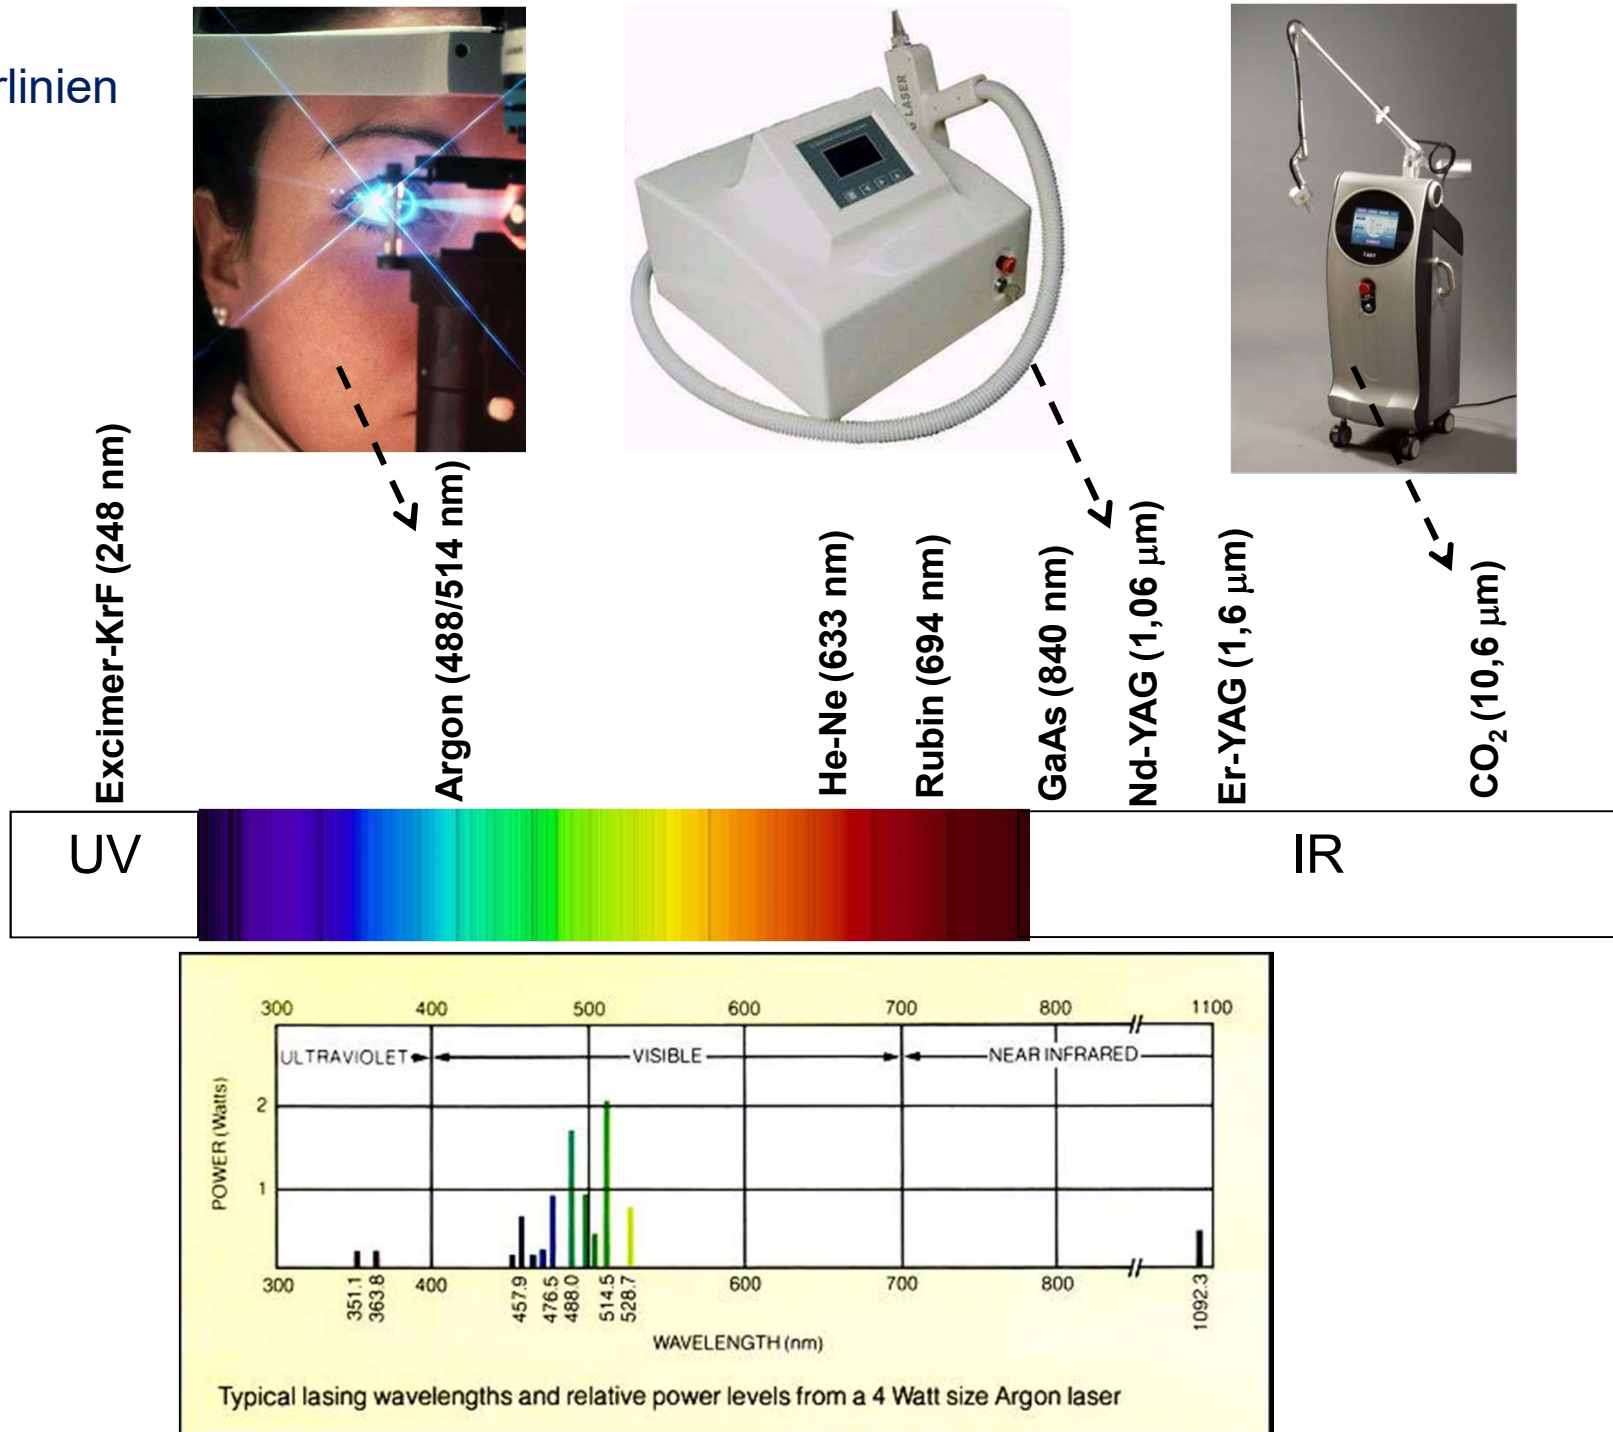 rlinien
LASER
Excimer-KrF (248 nm)
Argon (488/514 nm)
He-Ne (633 nm)
Rubin (694 nm)
GaAs (840 nm)
Nd-YAG (1,06 μm)
Er-YAG (1,6 μm)
CO₂ (10,6 μm)
UV
IR
300 400 500 600 700 800 1100
ULTRAVIOLET VISIBLE NEAR INFRARED
POWER (Watts)
2
1
300 400 600 700 800
351.1
363.8
457.9
476.5
488.0
514.5
528.7
1092.3
WAVELENGTH (nm)
Typical lasing wavelengths and relative power levels from a 4 Watt size Argon laser